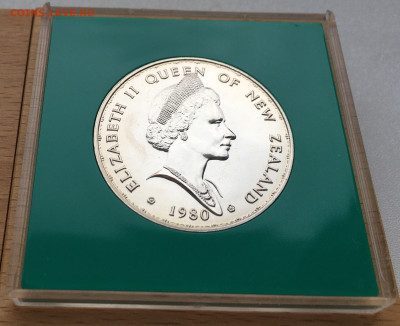 ELIZABETH II QUEEN OF NEW ZEALAND
1980